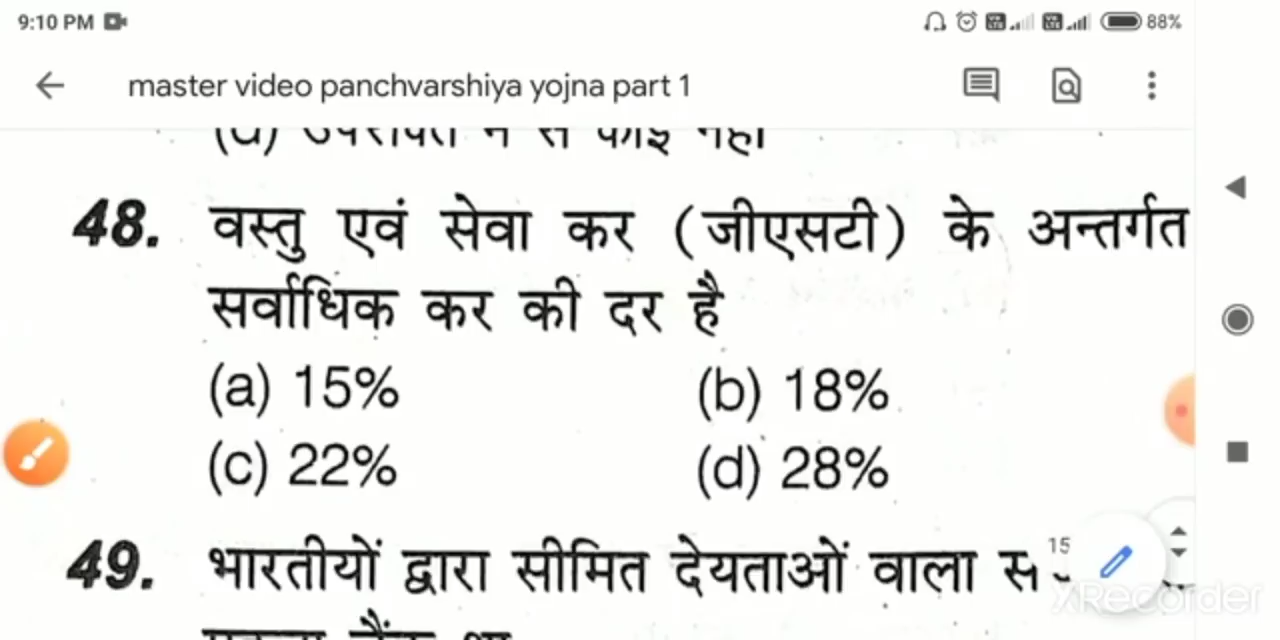 9:10 PM 88%
master video panchvarshiya yojna part 1
48. वस्तु एवं सेवा कर (जीएसटी) के अन्तर्गत
सर्वाधिक कर की दर है
(a) 15% (b) 18%
(c) 22% (d) 28%
49. भारतीयों द्वारा सीमित देयताओं वाला
15
XRecorder